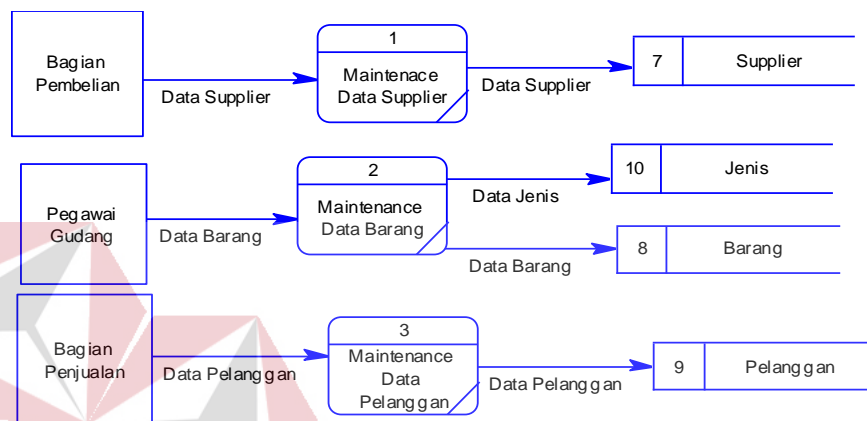 Bagian
Pembelian
Data Supplier
1
Maintenace
Data Supplier
Data Supplier
7
Supplier
Pegawai
Gudang
Data Barang
2
Maintenance
Data Barang
Data Jenis
10
Jenis
Data Barang
8
Barang
Bagian
Penjualan
Data Pelanggan
3
Maintenance
Data
Pelanggan
Data Pelanggan
9
Pelanggan